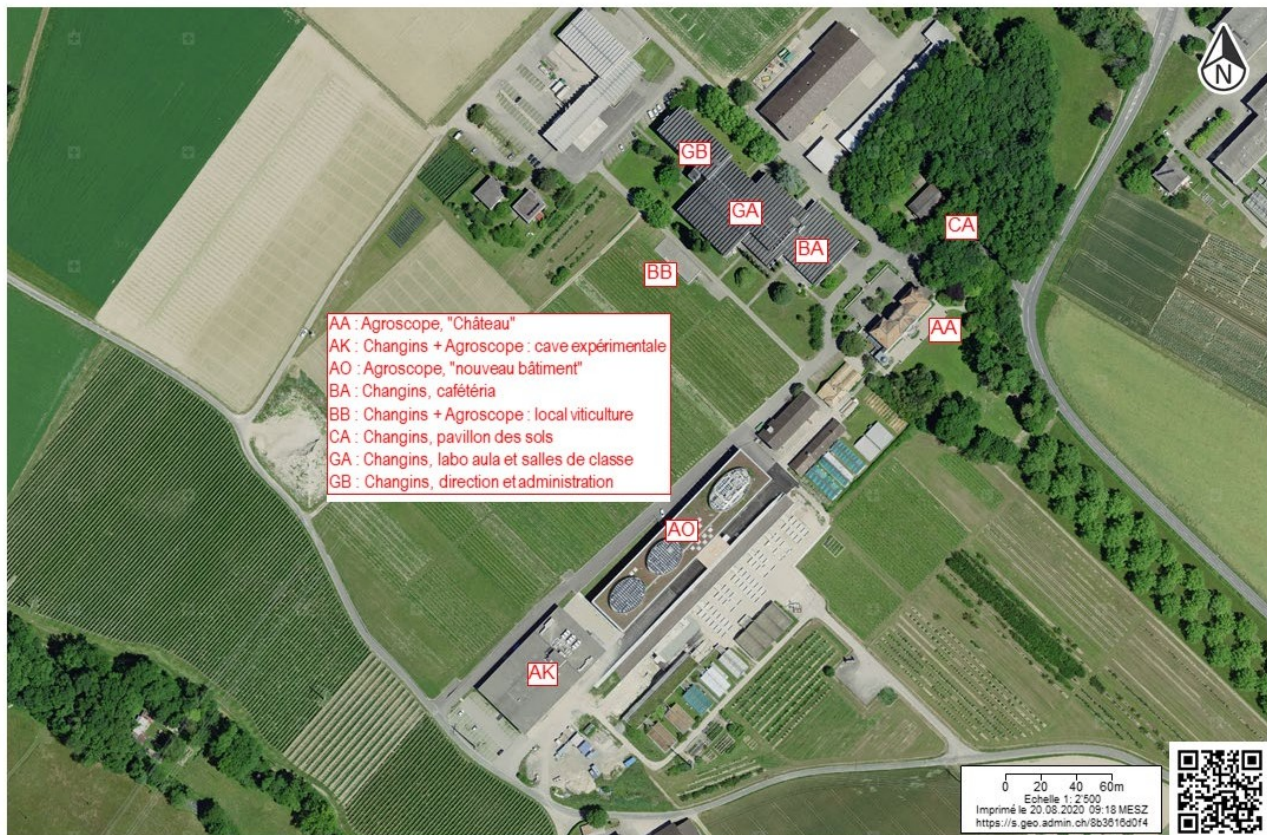 N
GB
GA
CA
BA
BB
AA
AA : Agroscope, "Château"
AK : Changins + Agroscope : cave expérimentale
AO : Agroscope, "nouveau bâtiment"
BA : Changins, cafétéria
BB : Changins + Agroscope : local viticulture
CA : Changins, pavillon des sols
GA : Changins, labo aula et salles de classe
GB : Changins, direction et administration
AO
AK
0 20 40 60m
Echelle 1: 2'500
Imprimé le 20.08.2020 09:18 MESZ
https://s.geo.admin.ch/8b3616d0f4